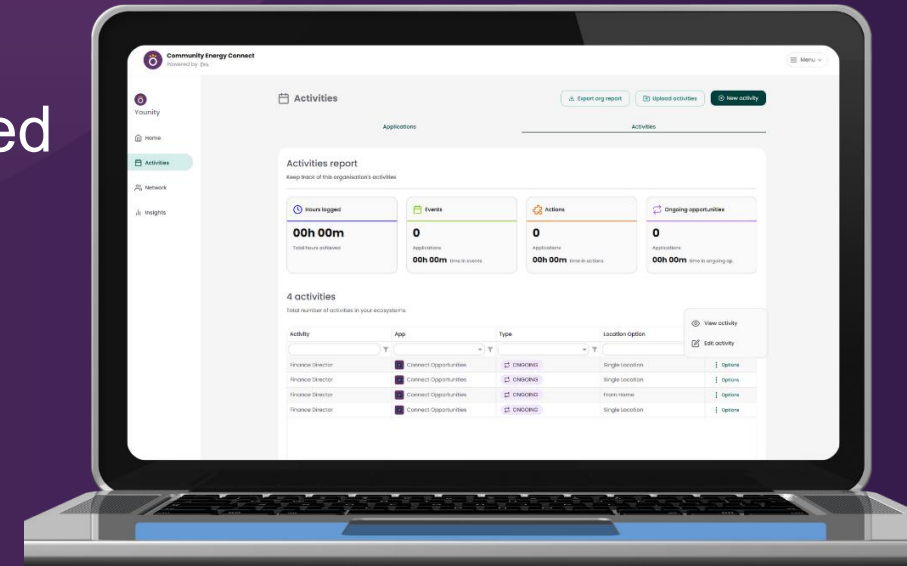 ed
Community Energy Connect
Powered by
Menu
Younity
Home
Activities
Network
Insights
Activities
Export org report
Upload activities
New activity
Applications
Activities
Activities report
Keep track of this organisation's activities
Hours logged
00h 00m
Total hours achieved
Events
0
Applications
00h 00m time in events
Actions
0
Applications
00h 00m time in actions
Ongoing opportunities
0
Applications
00h 00m time in ongoing op.
4 activities
Total number of activities in your ecosystems
View activity
Edit activity
Activity App Type Location Option
Finance Director Connect Opportunities ONGOING Single Location Options
Finance Director Connect Opportunities ONGOING Single Location Options
Finance Director Connect Opportunities ONGOING From Home Options
Finance Director Connect Opportunities ONGOING Single Location Options